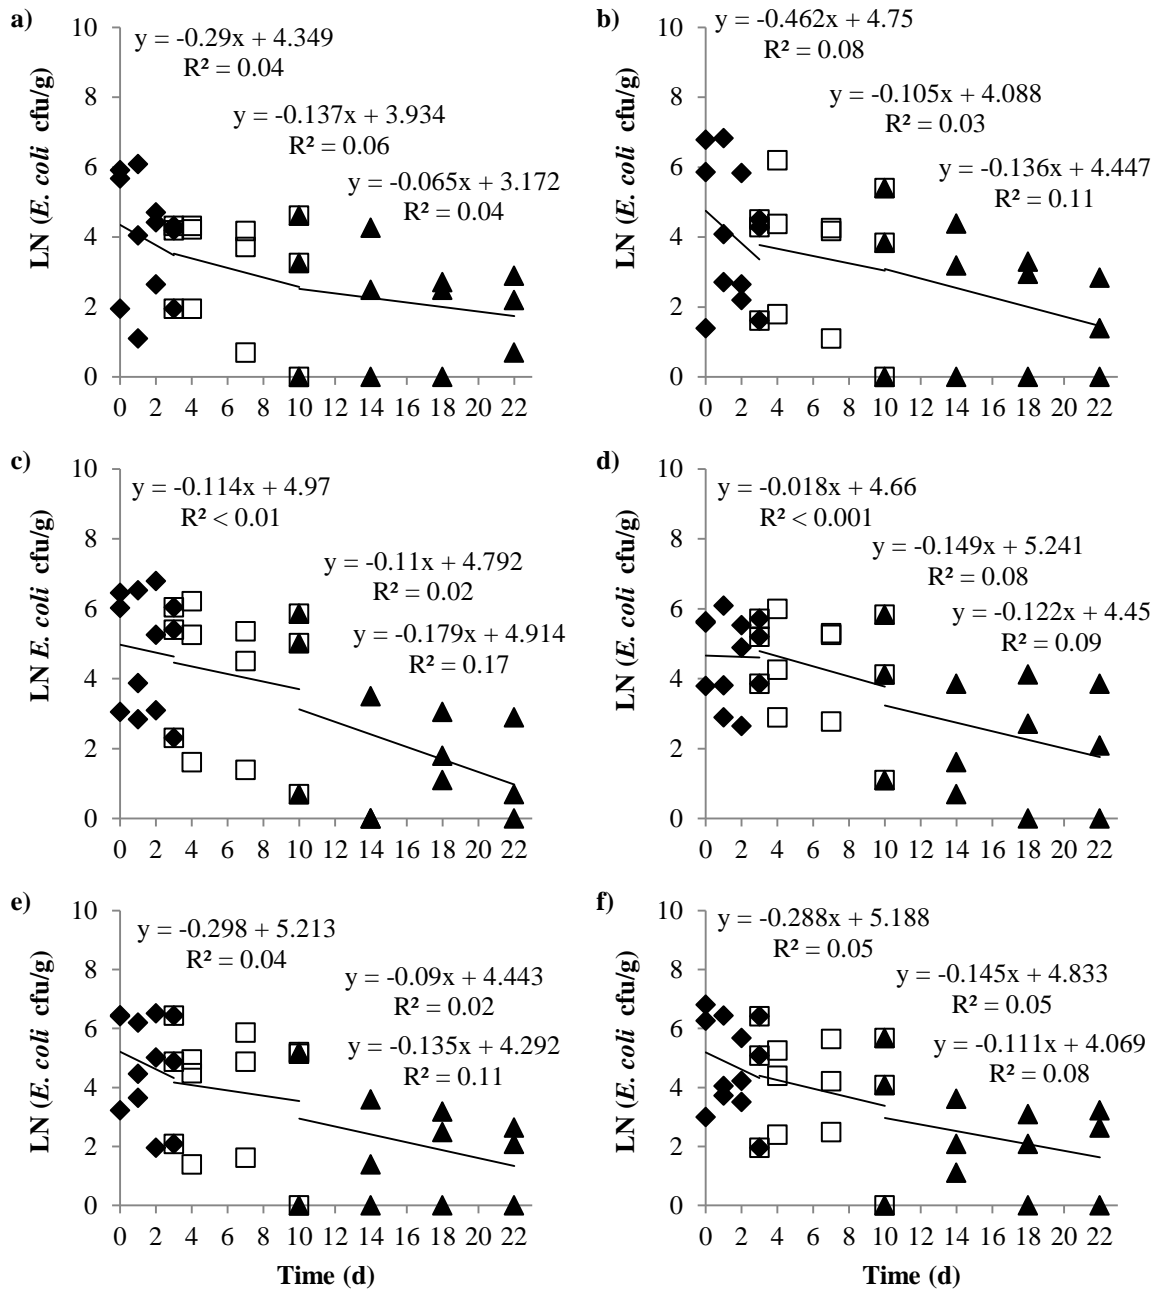 a)
LN (E. coli cfu/g)
10
8
6
4
2
0
y = -0.29x + 4.349
R² = 0.04
y = -0.137x + 3.934
R² = 0.06
y = -0.065x + 3.172
R² = 0.04
0 2 4 6 8 10 12 14 16 18 20 22
b)
LN (E. coli cfu/g)
10
8
6
4
2
0
y = -0.462x + 4.75
R² = 0.08
y = -0.105x + 4.088
R² = 0.03
y = -0.136x + 4.447
R² = 0.11
0 2 4 6 8 10 12 14 16 18 20 22
c)
LN E. coli cfu/g)
10
8
6
4
2
0
y = -0.114x + 4.97
R² < 0.01
y = -0.11x + 4.792
R² = 0.02
y = -0.179x + 4.914
R² = 0.17
0 2 4 6 8 10 12 14 16 18 20 22
d)
LN (E. coli cfu/g)
10
8
6
4
2
0
y = -0.018x + 4.66
R² < 0.001
y = -0.149x + 5.241
R² = 0.08
y = -0.122x + 4.45
R² = 0.09
0 2 4 6 8 10 12 14 16 18 20 22
e)
LN (E. coli cfu/g)
10
8
6
4
2
0
y = -0.298 + 5.213
R² = 0.04
y = -0.09x + 4.443
R² = 0.02
y = -0.135x + 4.292
R² = 0.11
0 2 4 6 8 10 12 14 16 18 20 22
Time (d)
f)
LN (E. coli cfu/g)
10
8
6
4
2
0
y = -0.288x + 5.188
R² = 0.05
y = -0.145x + 4.833
R² = 0.05
y = -0.111x + 4.069
R² = 0.08
0 2 4 6 8 10 12 14 16 18 20 22
Time (d)